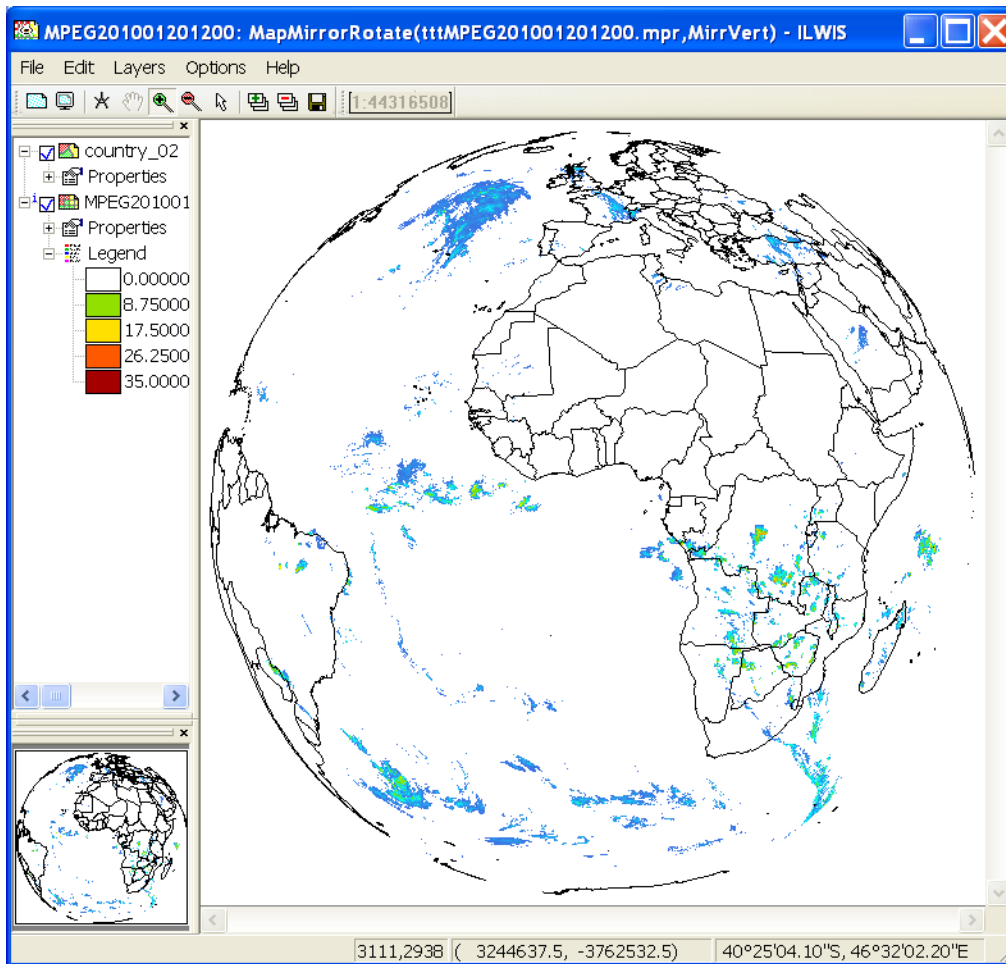 MPEG201001201200: MapMirrorRotate(tttMPEG201001201200.mpr,MirrVert) - ILWIS
File Edit Layers Options Help
1:44316508
country_02
Properties
MPEG201001
Properties
Legend
0.00000
8.75000
17.5000
26.2500
35.0000
3111,2938 ( 3244637.5, -3762532.5) 40°25'04.10"S, 46°32'02.20"E